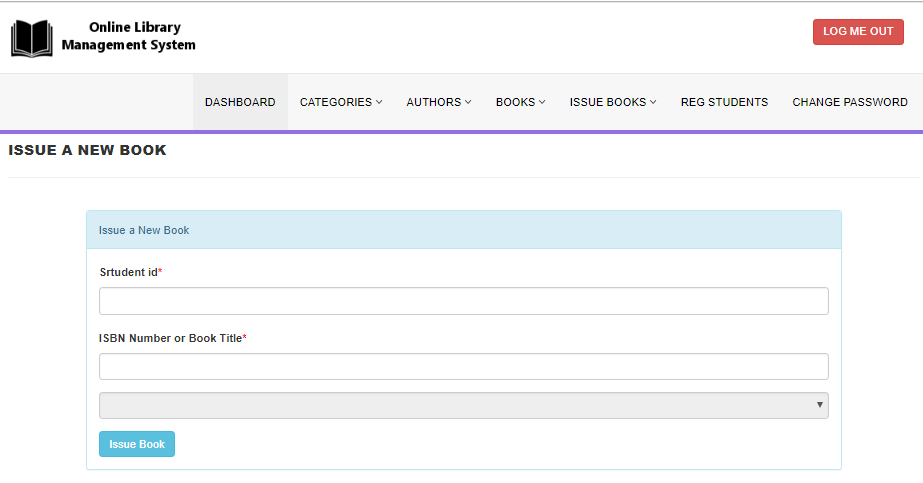 Online Library
Management System
LOG ME OUT
DASHBOARD CATEGORIES AUTHORS BOOKS ISSUE BOOKS REG STUDENTS CHANGE PASSWORD
ISSUE A NEW BOOK
Issue a New Book
Srtudent id*
ISBN Number or Book Title*
Issue Book